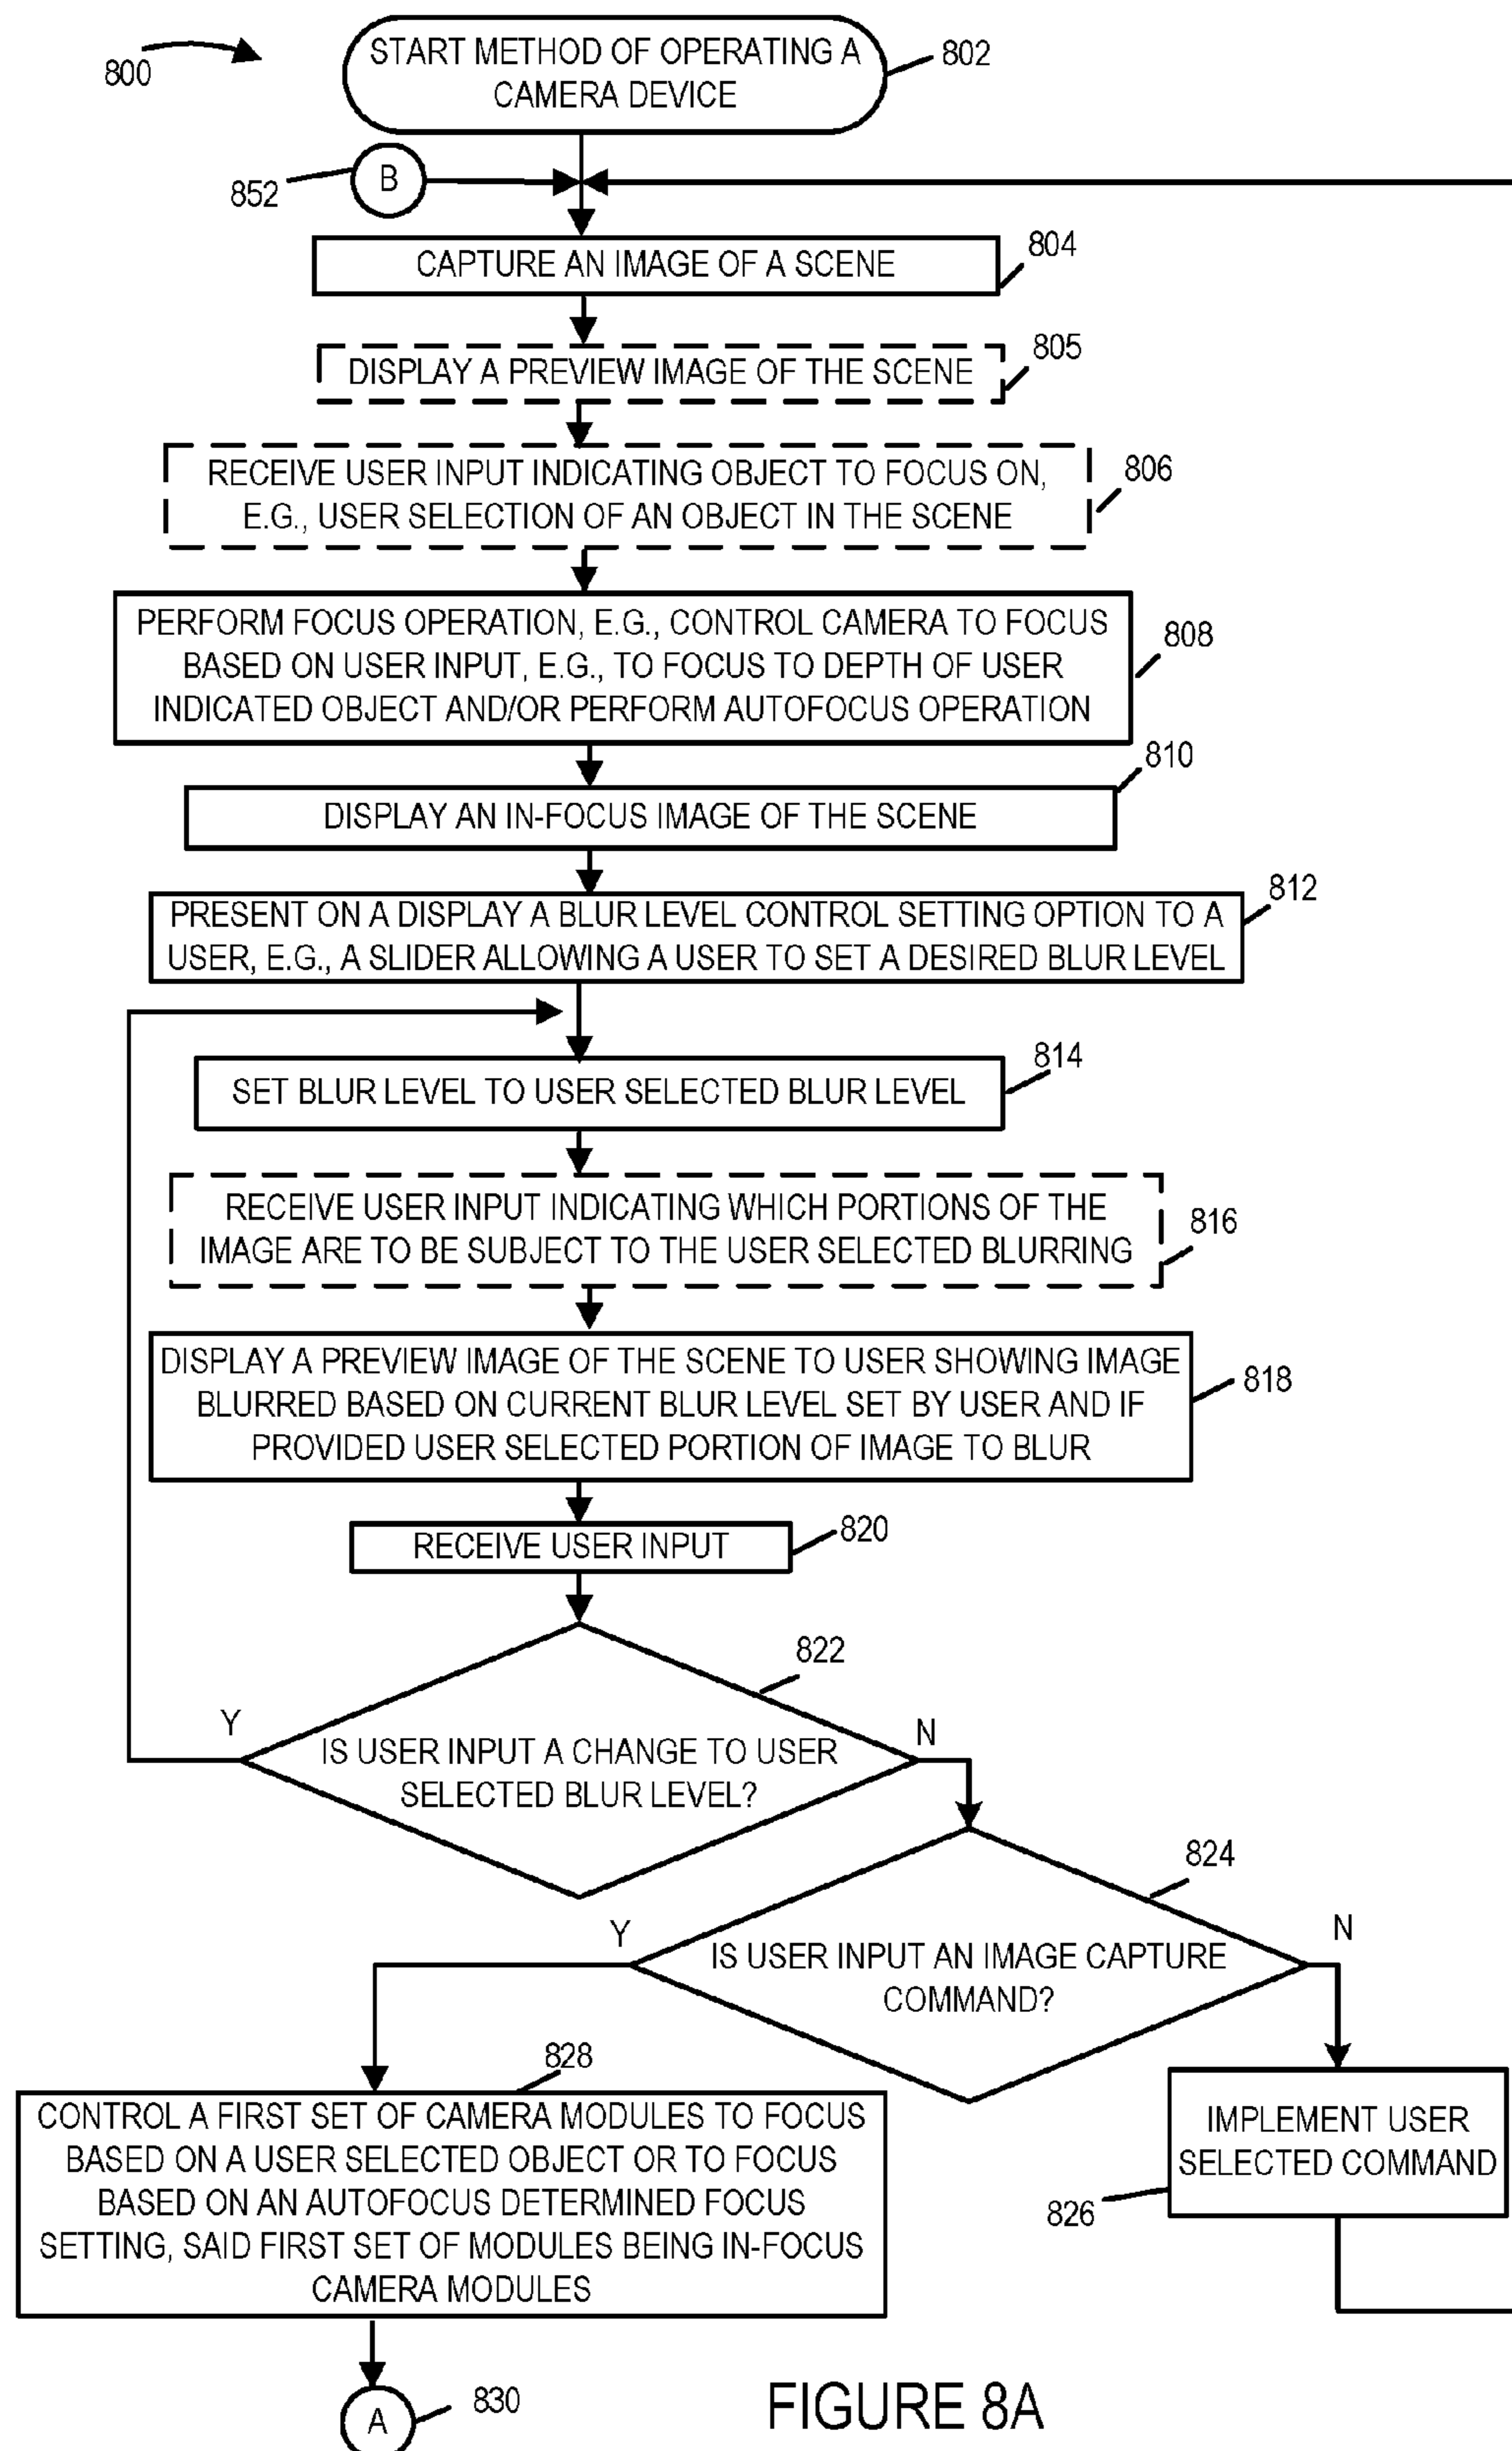 800
START METHOD OF OPERATING A
CAMERA DEVICE
802
852
B
CAPTURE AN IMAGE OF A SCENE
804
DISPLAY A PREVIEW IMAGE OF THE SCENE
805
RECEIVE USER INPUT INDICATING OBJECT TO FOCUS ON,
E.G., USER SELECTION OF AN OBJECT IN THE SCENE
806
PERFORM FOCUS OPERATION, E.G., CONTROL CAMERA TO FOCUS
BASED ON USER INPUT, E.G., TO FOCUS TO DEPTH OF USER
INDICATED OBJECT AND/OR PERFORM AUTOFOCUS OPERATION
808
810
DISPLAY AN IN-FOCUS IMAGE OF THE SCENE
812
PRESENT ON A DISPLAY A BLUR LEVEL CONTROL SETTING OPTION TO A
USER, E.G., A SLIDER ALLOWING A USER TO SET A DESIRED BLUR LEVEL
814
SET BLUR LEVEL TO USER SELECTED BLUR LEVEL
RECEIVE USER INPUT INDICATING WHICH PORTIONS OF THE
IMAGE ARE TO BE SUBJECT TO THE USER SELECTED BLURRING
816
DISPLAY A PREVIEW IMAGE OF THE SCENE TO USER SHOWING IMAGE
BLURRED BASED ON CURRENT BLUR LEVEL SET BY USER AND IF
PROVIDED USER SELECTED PORTION OF IMAGE TO BLUR
818
RECEIVE USER INPUT
820
822
Y
N
IS USER INPUT A CHANGE TO USER
SELECTED BLUR LEVEL?
824
Y
N
IS USER INPUT AN IMAGE CAPTURE
COMMAND?
828
CONTROL A FIRST SET OF CAMERA MODULES TO FOCUS
BASED ON A USER SELECTED OBJECT OR TO FOCUS
BASED ON AN AUTOFOCUS DETERMINED FOCUS
SETTING, SAID FIRST SET OF MODULES BEING IN-FOCUS
CAMERA MODULES
IMPLEMENT USER
SELECTED COMMAND
826
A
830
FIGURE 8A